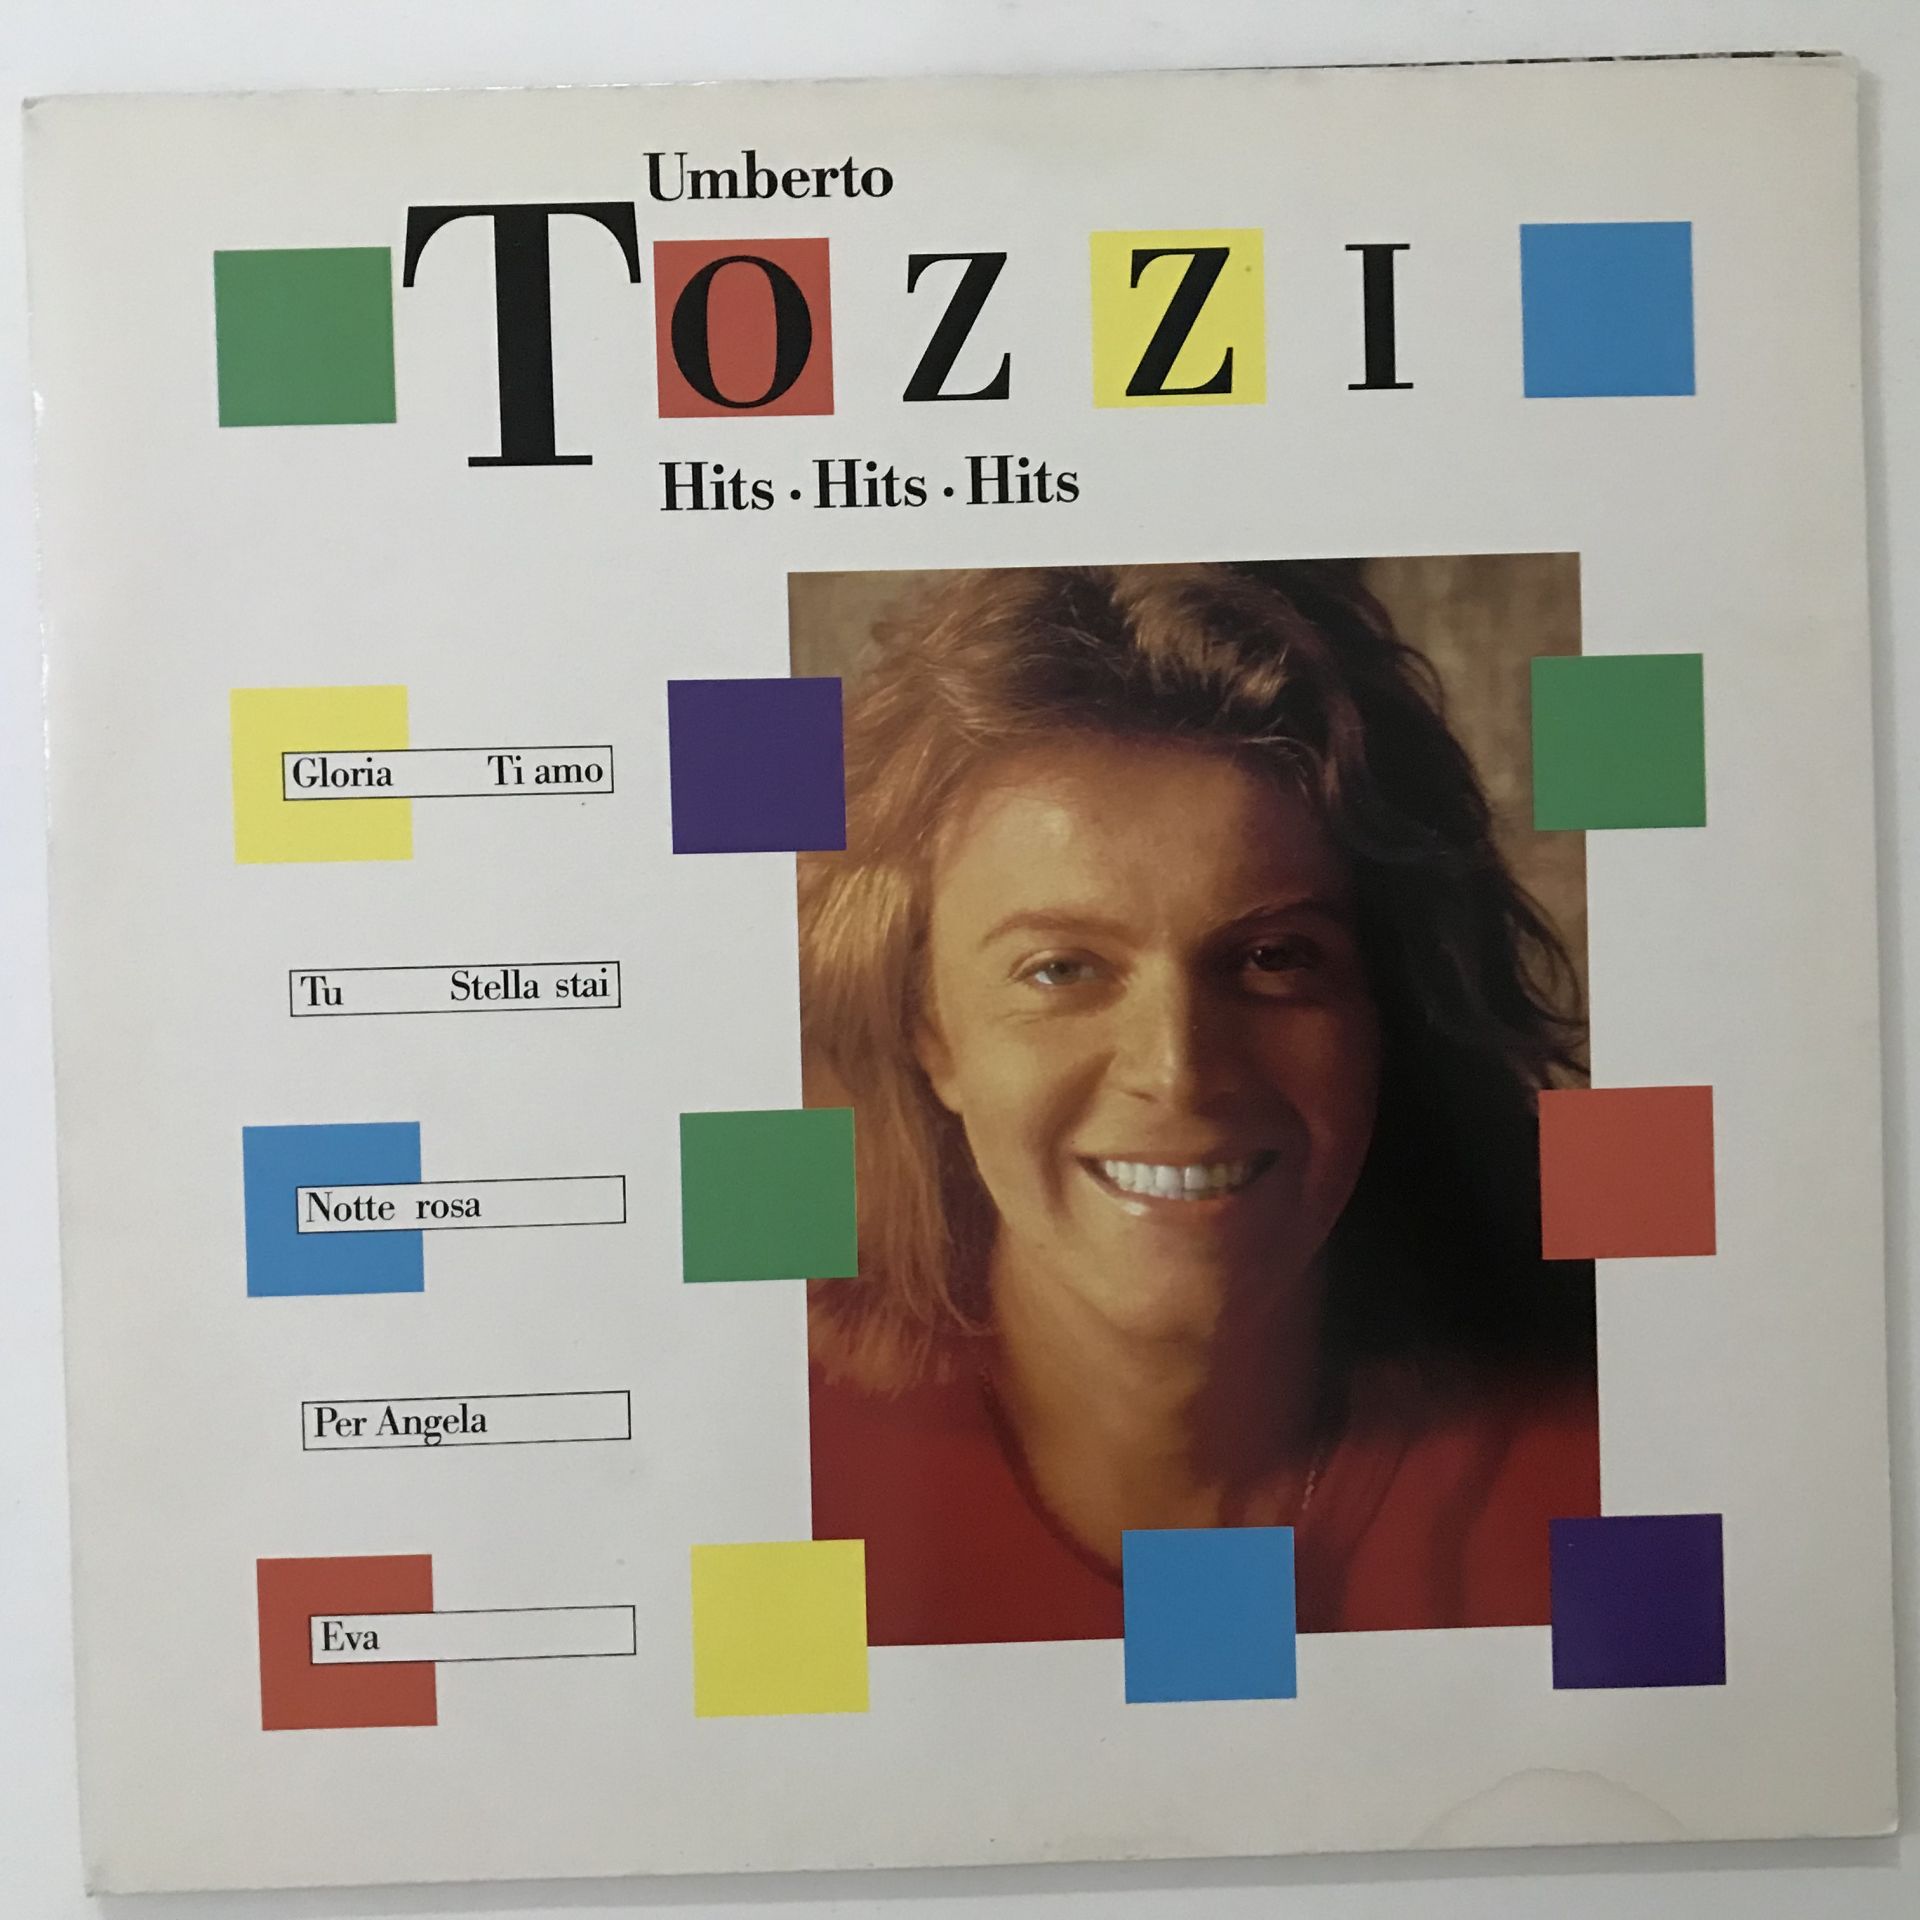 Umberto
TOZZI
Hits • Hits • Hits
Gloria Ti amo
Tu Stella stai
Notte rosa
Per Angela
Eva